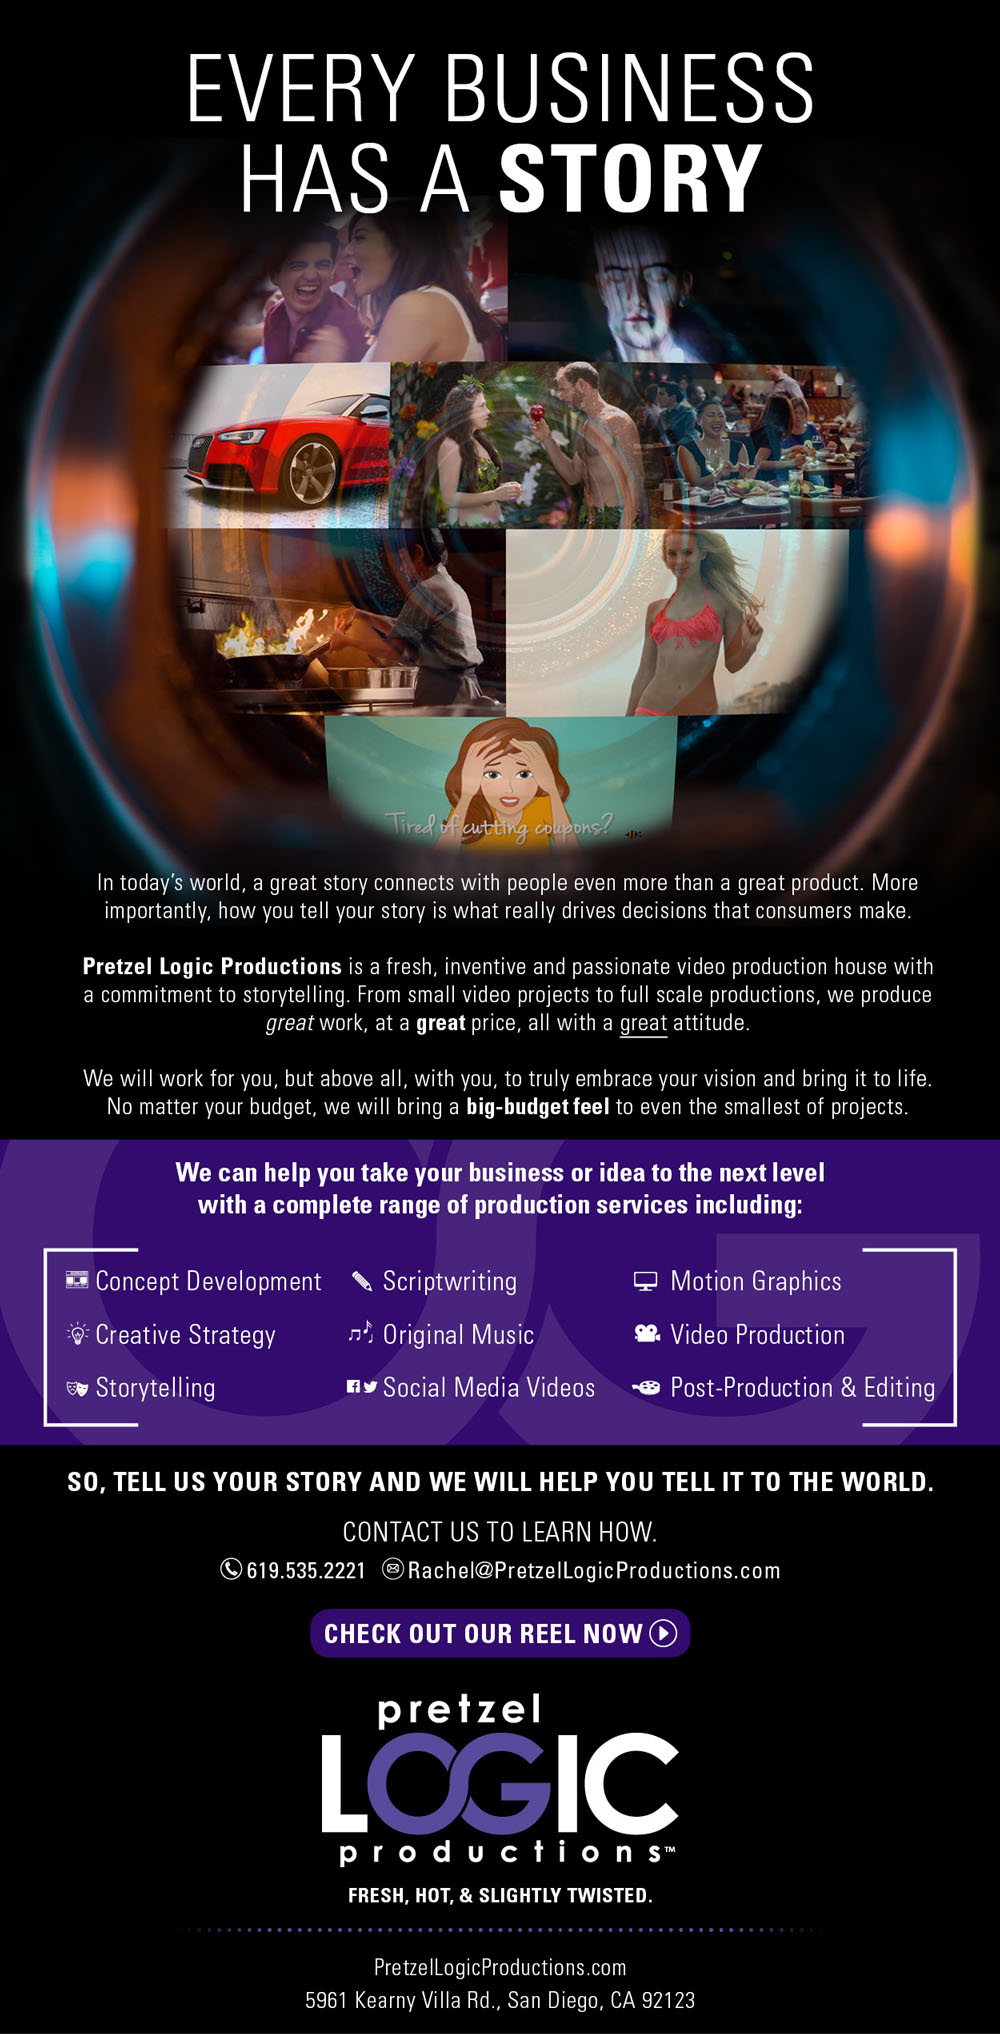 EVERY BUSINESS
HAS A STORY
Tired of cutting coupons?
In today's world, a great story connects with people even more than a great product. More
importantly, how you tell your story is what really drives decisions that consumers make.
Pretzel Logic Productions is a fresh, inventive and passionate video production house with
a commitment to storytelling. From small video projects to full scale productions, we produce
great work, at a great price, all with a great attitude.
We will work for you, but above all, with you, to truly embrace your vision and bring it to life.
No matter your budget, we will bring a big-budget feel to even the smallest of projects.
We can help you take your business or idea to the next level
with a complete range of production services including:
Concept Development Scriptwriting Motion Graphics
Creative Strategy Original Music Video Production
Storytelling Social Media Videos Post-Production & Editing
SO, TELL US YOUR STORY AND WE WILL HELP YOU TELL IT TO THE WORLD.
CONTACT US TO LEARN HOW.
619.535.2221 Rachel@PretzelLogicProductions.com
CHECK OUT OUR REEL NOW
pretzel
LOGIC
productions™
FRESH, HOT, & SLIGHTLY TWISTED.
PretzelLogicProductions.com
5961 Kearny Villa Rd., San Diego, CA 92123